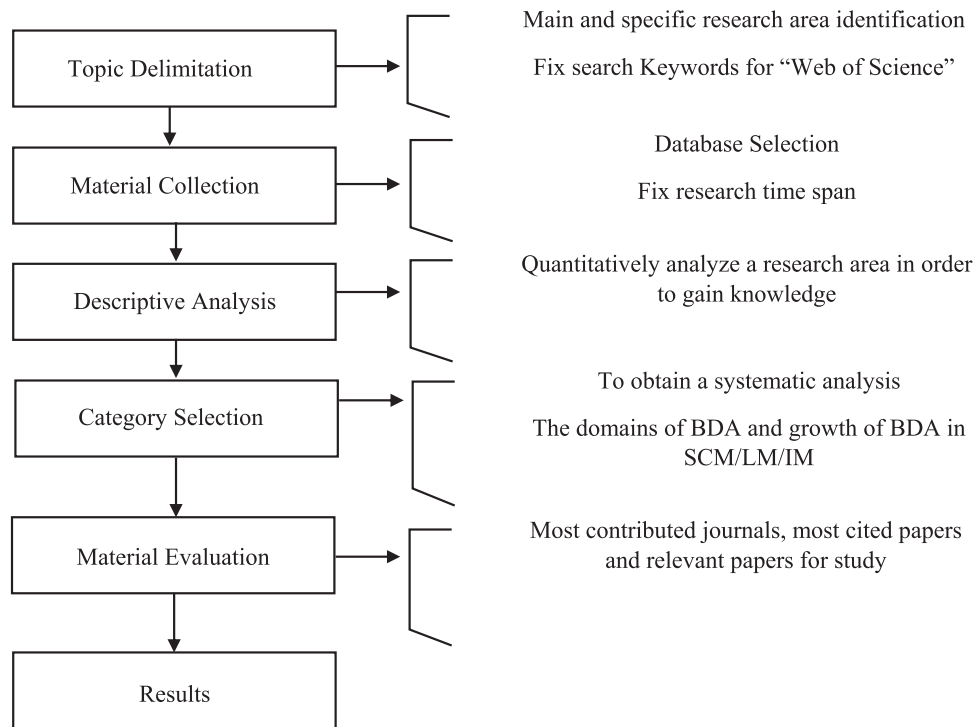 Topic Delimitation
Main and specific research area identification
Fix search Keywords for “Web of Science”
Material Collection
Database Selection
Fix research time span
Descriptive Analysis
Quantitatively analyze a research area in order
to gain knowledge
Category Selection
To obtain a systematic analysis
The domains of BDA and growth of BDA in
SCM/LM/IM
Material Evaluation
Most contributed journals, most cited papers
and relevant papers for study
Results